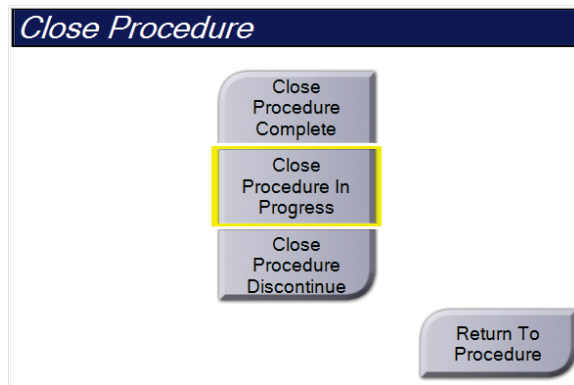 Close Procedure
Close
Procedure
Complete
Close
Procedure In
Progress
Close
Procedure
Discontinue
Return To
Procedure